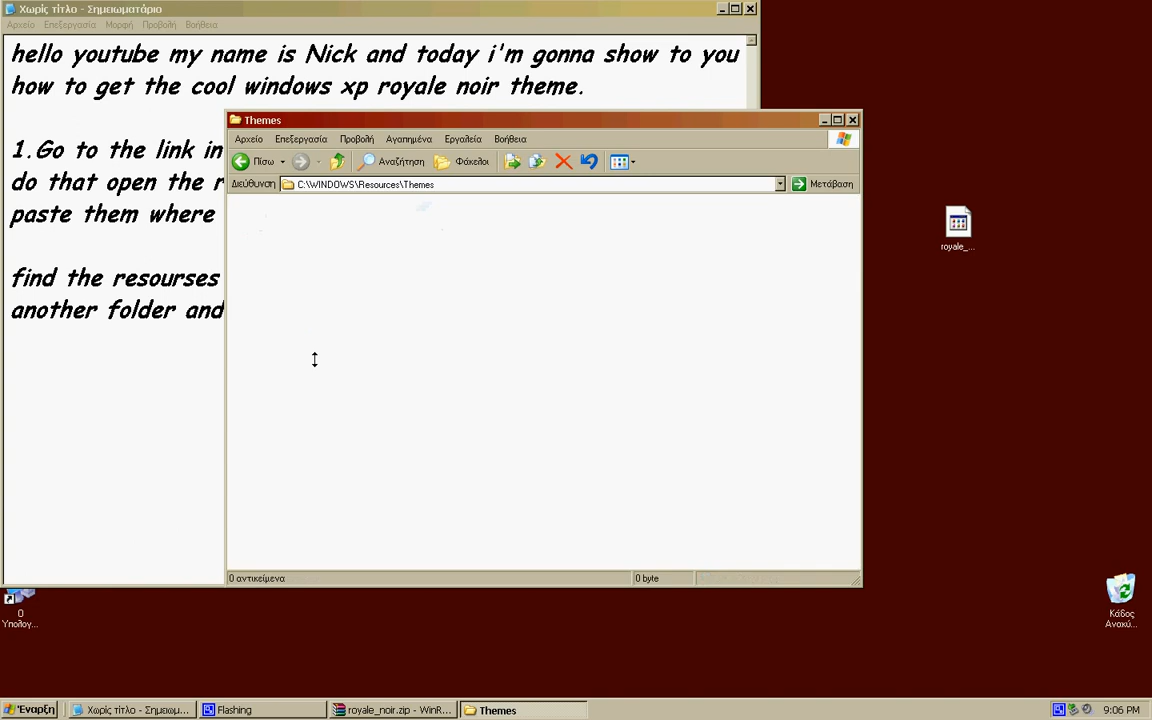 Χωρίς τίτλο - Σημειωματάριο
Αρχείο Επεξεργασία Μορφή Προβολή Βοήθεια
hello youtube my name is Nick and today i'm gonna show to you
how to get the cool windows xp royale noir theme.
1.Go to the link in
do that open the r
paste them where
find the resourses
another folder and
Themes
Αρχείο Επεξεργασία Προβολή Αγαπημένα Εργαλεία Βοήθεια
Πίσω Αναζήτηση Φάκελοι
Διεύθυνση C:\WINDOWS\Resources\Themes Μετάβαση
0 αντικείμενα 0 byte
royale_...
Ο
Υπολογ...
Κάδος
Ανακύ...
Έναρξη Χωρίς τίτλο - Σημειωμ... Flashing royale_noir.zip - WinR... Themes 9:06 PM